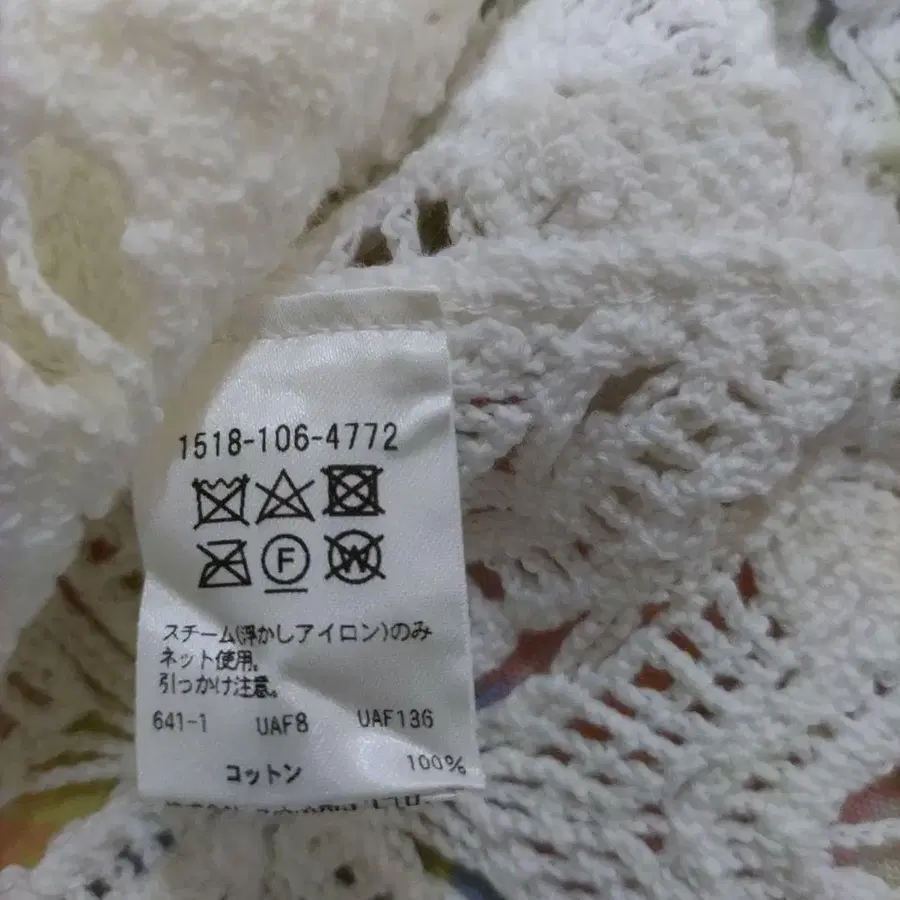 1518-106-4772
F W
スチーム(浮かしアイロン)のみ
ネット使用。
引っかけ注意。
641-1 UAF8 UAF136
コットン 100%